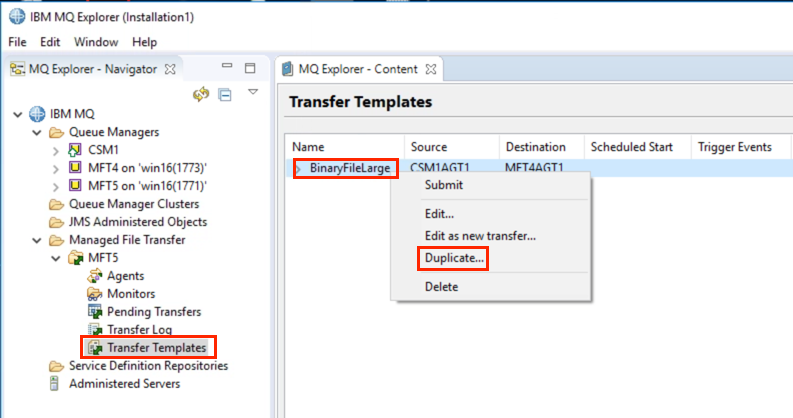 IBM MQ Explorer (Installation1)
File Edit Window Help
MQ Explorer - Navigator
IBM MQ
Queue Managers
CSM1
MFT4 on 'win16(1773)'
MFT5 on 'win16(1771)'
Queue Manager Clusters
JMS Administered Objects
Managed File Transfer
MFT5
Agents
Monitors
Pending Transfers
Transfer Log
Transfer Templates
Service Definition Repositories
Administered Servers
MQ Explorer - Content
Transfer Templates
Name Source Destination Scheduled Start Trigger Events
BinaryFileLarge CSM1AGT1 MFT4AGT1
Submit
Edit...
Edit as new transfer...
Duplicate...
Delete